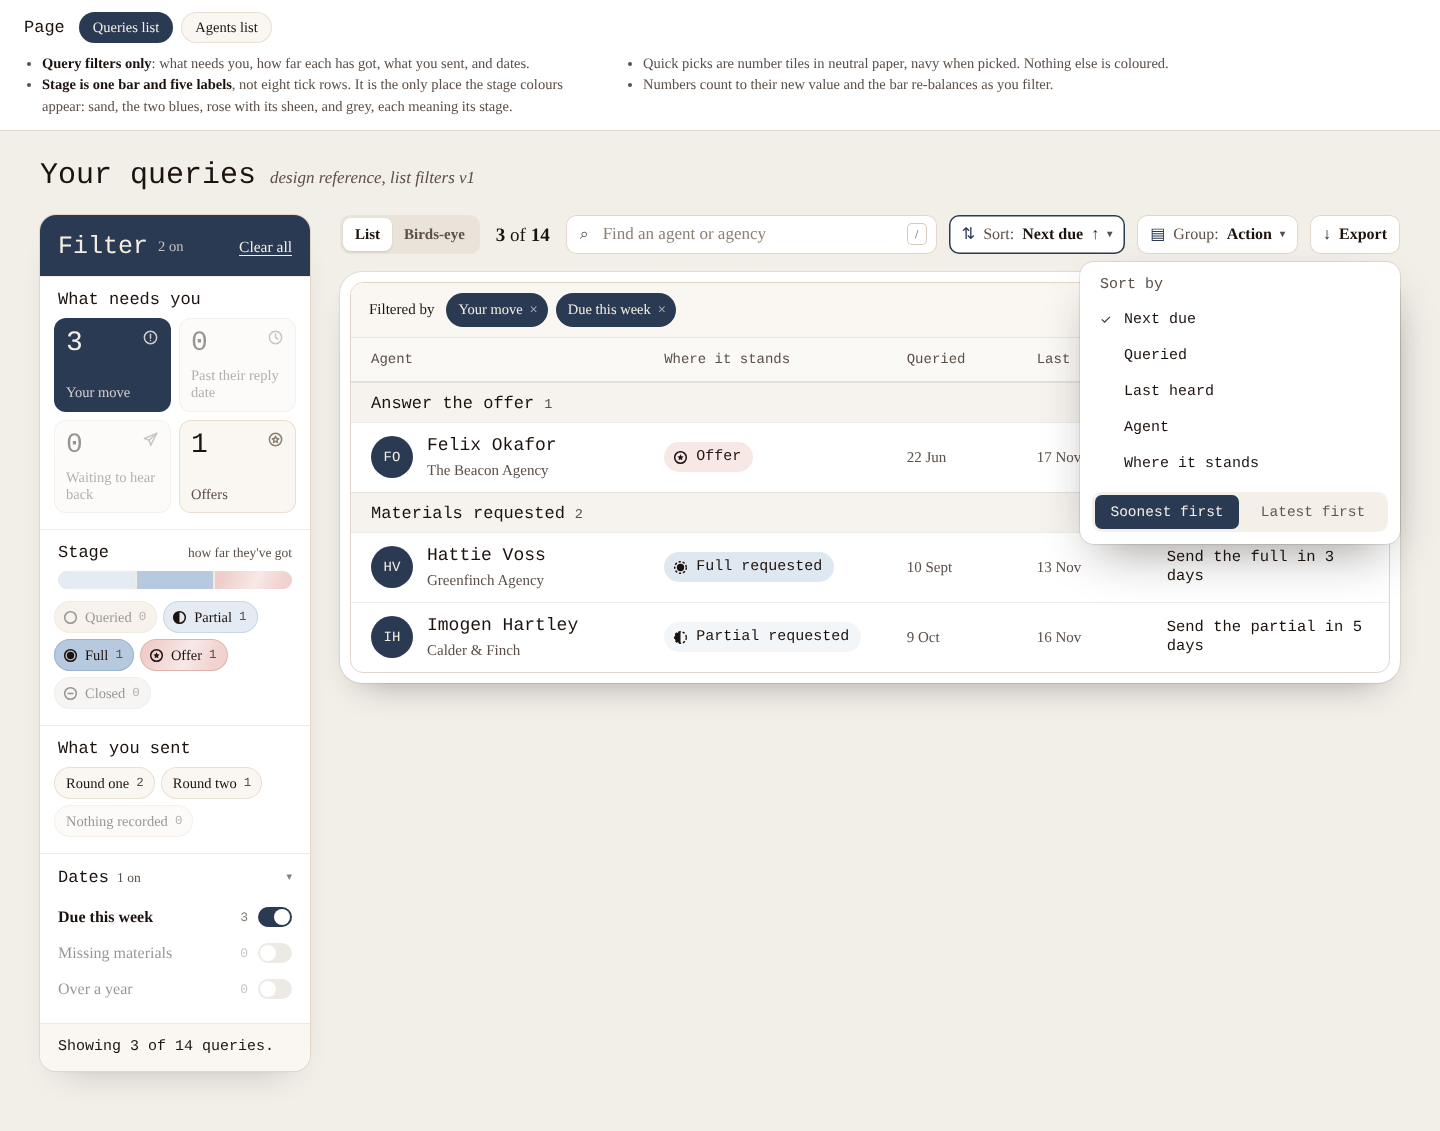 Page
Queries list
Agents list
• Query filters only: what needs you, how far each has got, what you sent, and dates.
• Stage is one bar and five labels, not eight tick rows. It is the only place the stage colours
appear: sand, the two blues, rose with its sheen, and grey, each meaning its stage.
• Quick picks are number tiles in neutral paper, navy when picked. Nothing else is coloured.
• Numbers count to their new value and the bar re-balances as you filter.
Your queries design reference, list filters v1
Filter 2 on Clear all
What needs you
3
Your move
0
Past their reply
date
0
Waiting to hear
back
1
Offers
Stage how far they've got
Queried 0
Partial 1
Full 1
Offer 1
Closed 0
What you sent
Round one 2
Round two 1
Nothing recorded 0
Dates 1 on ▾
Due this week 3
Missing materials 0
Over a year 0
Showing 3 of 14 queries.
List
Birds-eye
3 of 14
⌕ Find an agent or agency /
⇅ Sort: Next due ↑ ▾
▤ Group: Action ▾
↓ Export
Filtered by
Your move ×
Due this week ×
Agent
Where it stands
Queried
Last
Answer the offer 1
FO
Felix Okafor
The Beacon Agency
Offer
22 Jun
17 Nov
Materials requested 2
HV
Hattie Voss
Greenfinch Agency
Full requested
10 Sept
13 Nov
Send the full in 3
days
IH
Imogen Hartley
Calder & Finch
Partial requested
9 Oct
16 Nov
Send the partial in 5
days
Sort by
✓ Next due
Queried
Last heard
Agent
Where it stands
Soonest first
Latest first